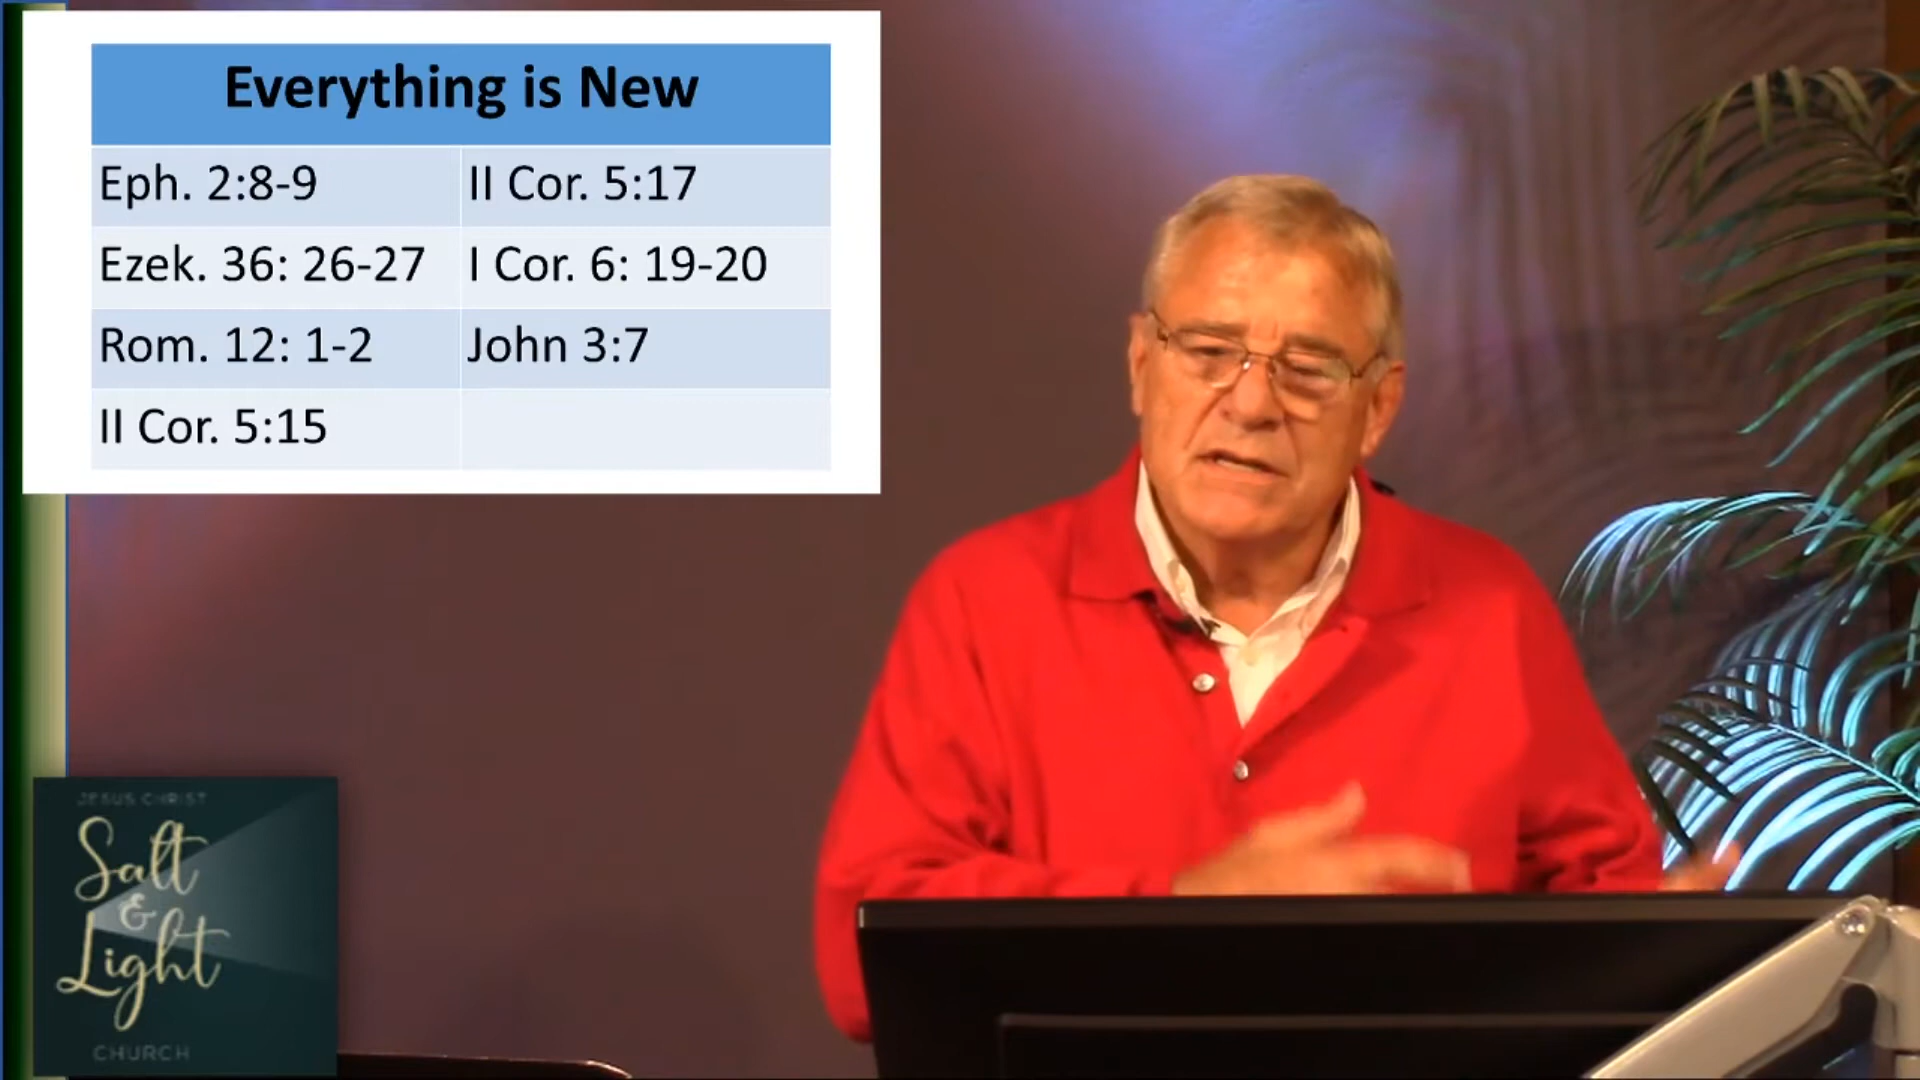 Everything is New
Eph. 2:8-9 II Cor. 5:17
Ezek. 36: 26-27 I Cor. 6: 19-20
Rom. 12: 1-2 John 3:7
II Cor. 5:15
JESUS CHRIST
Salt
&
Light
CHURCH